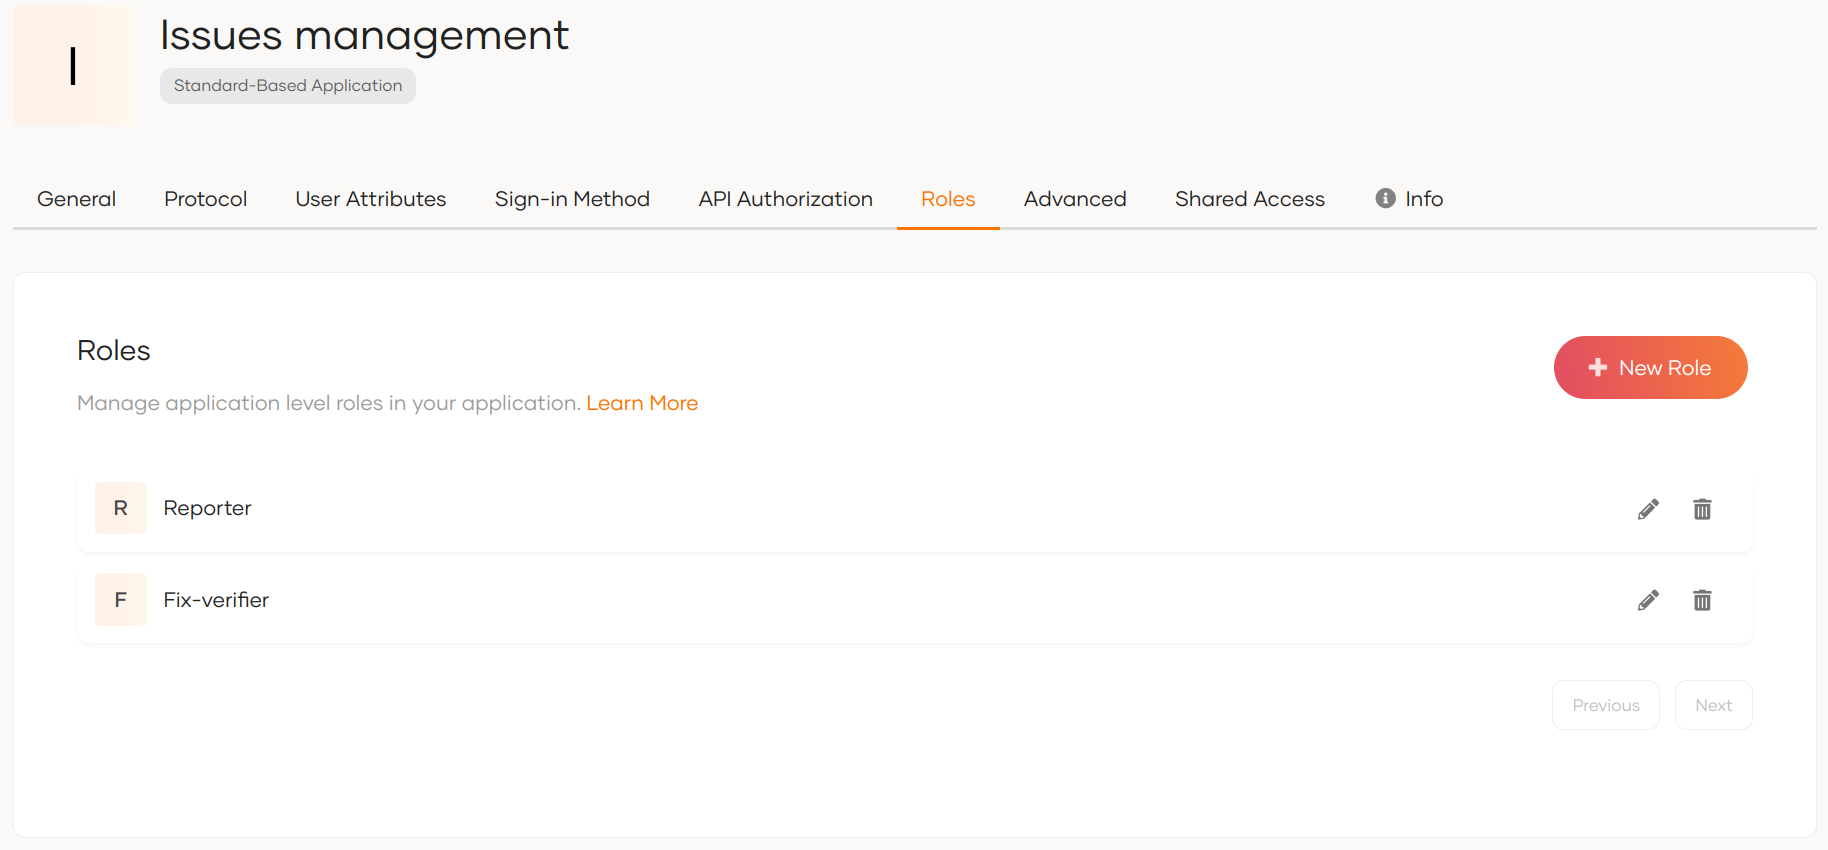 I
Issues management
Standard-Based Application
General Protocol User Attributes Sign-in Method API Authorization Roles Advanced Shared Access Info
Roles
New Role
Manage application level roles in your application. Learn More
R Reporter
F Fix-verifier
Previous Next